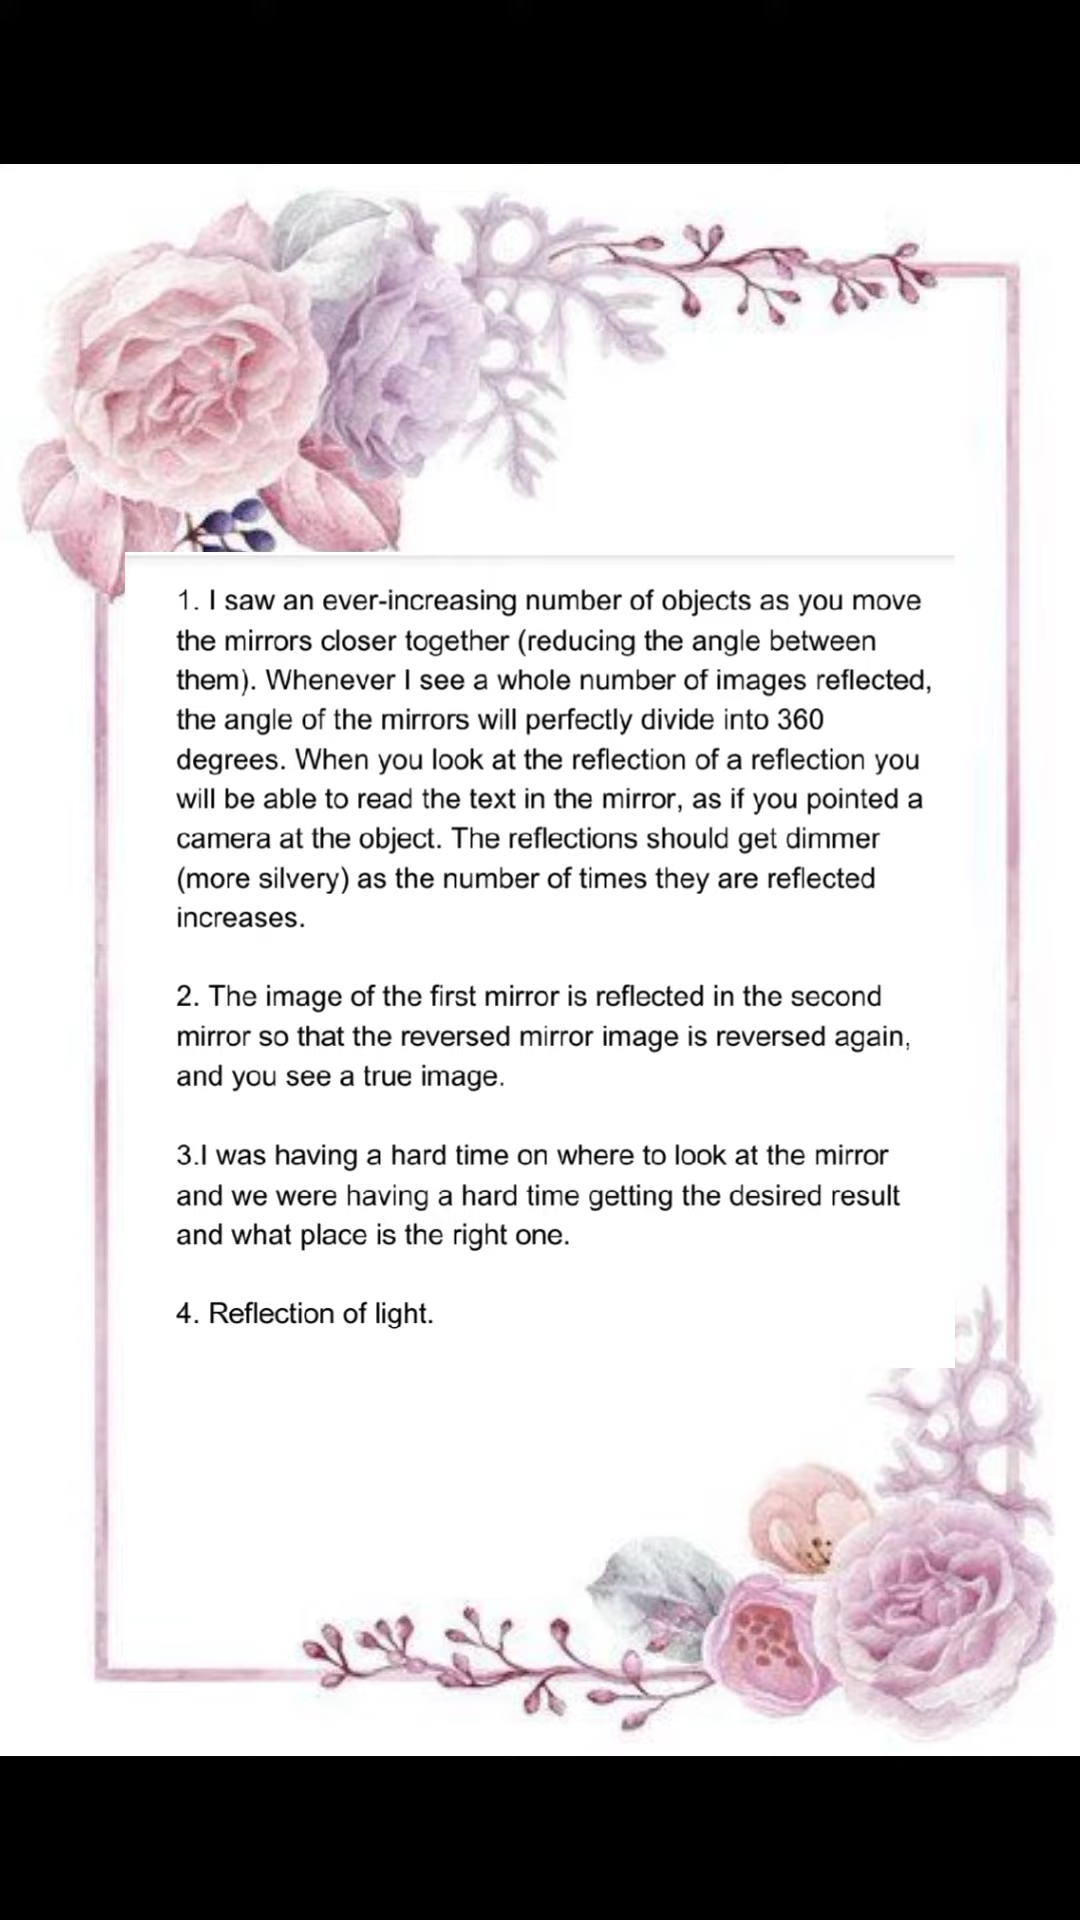 1. I saw an ever-increasing number of objects as you move
the mirrors closer together (reducing the angle between
them). Whenever I see a whole number of images reflected,
the angle of the mirrors will perfectly divide into 360
degrees. When you look at the reflection of a reflection you
will be able to read the text in the mirror, as if you pointed a
camera at the object. The reflections should get dimmer
(more silvery) as the number of times they are reflected
increases.
2. The image of the first mirror is reflected in the second
mirror so that the reversed mirror image is reversed again,
and you see a true image.
3.I was having a hard time on where to look at the mirror
and we were having a hard time getting the desired result
and what place is the right one.
4. Reflection of light.